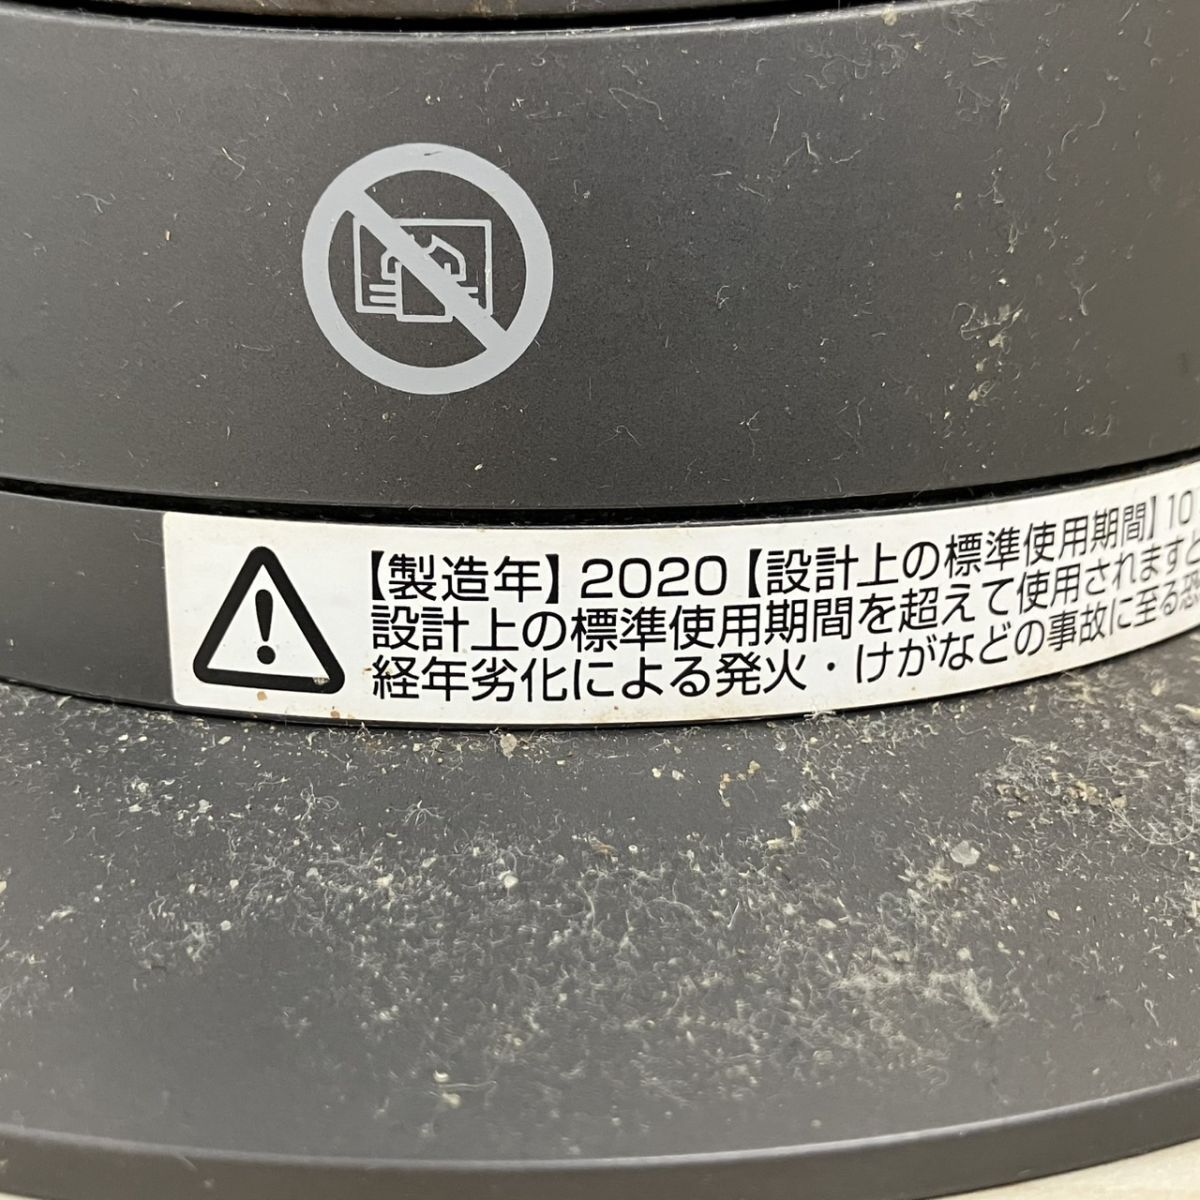 【製造年】2020【設計上の標準使用期間】10
設計上の標準使用期間を超えて使用されますと
経年劣化による発火・けがなどの事故に至る恐